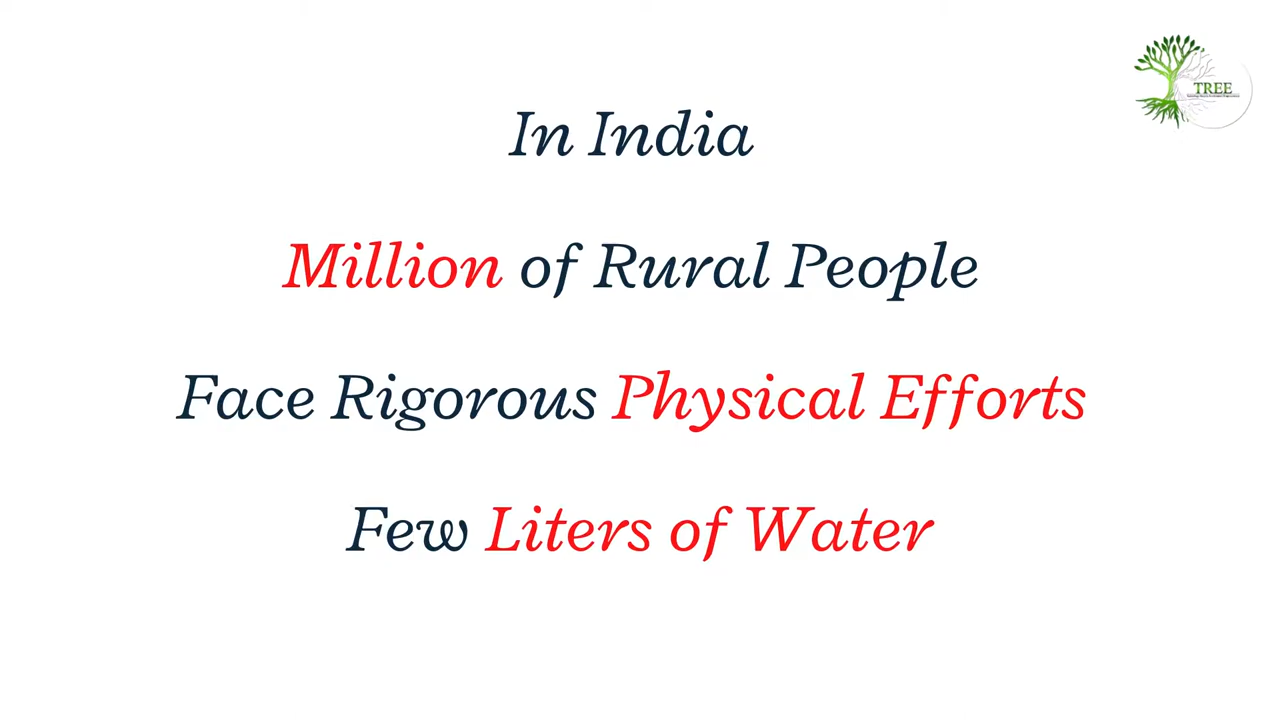 TREE
In India
Million of Rural People
Face Rigorous Physical Efforts
Few Liters of Water